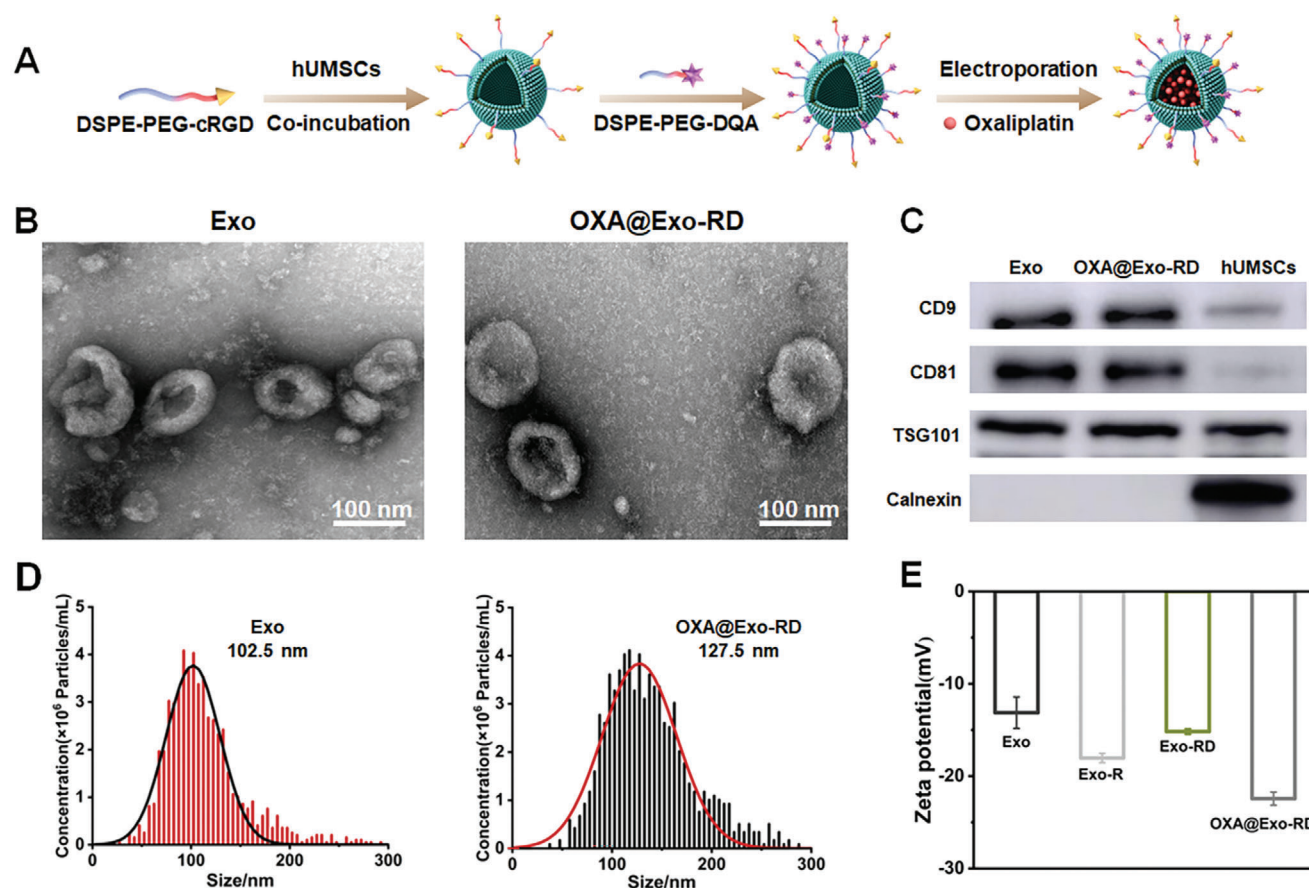 A
DSPE-PEG-cRGD
hUMSCs
Co-incubation
DSPE-PEG-DQA
Electroporation
Oxaliplatin
B
Exo
OXA@Exo-RD
100 nm
100 nm
C
Exo OXA@Exo-RD hUMSCs
CD9
CD81
TSG101
Calnexin
D
Concentration(×10⁶ Particles/mL)
5
4
3
2
1
0
0 100 200 300
Size/nm
Exo
102.5 nm
Concentration(×10⁶ Particles/mL)
5
4
3
2
1
0
0 100 200 300
Size/nm
OXA@Exo-RD
127.5 nm
E
Zeta potential(mV)
0
-10
-20
-30
Exo
Exo-R
Exo-RD
OXA@Exo-RD